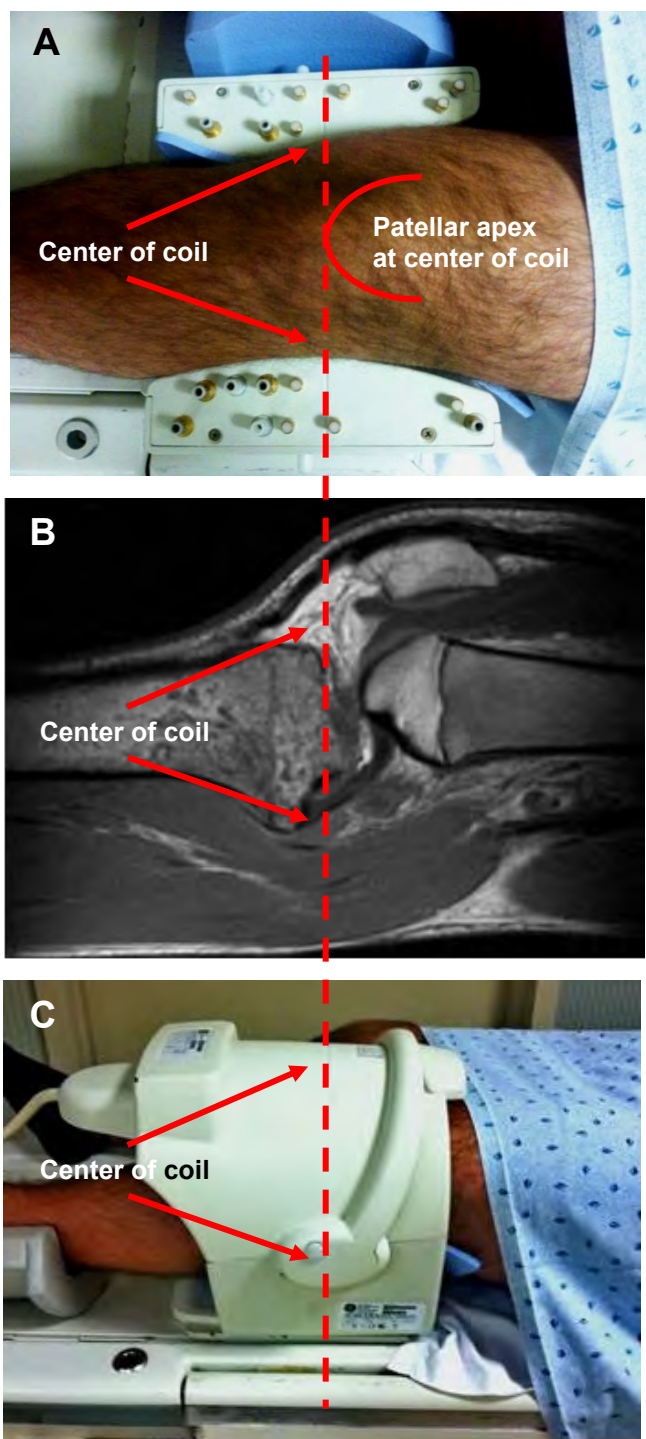 A
Center of coil
Patellar apex
at center of coil
B
Center of coil
C
Center of coil